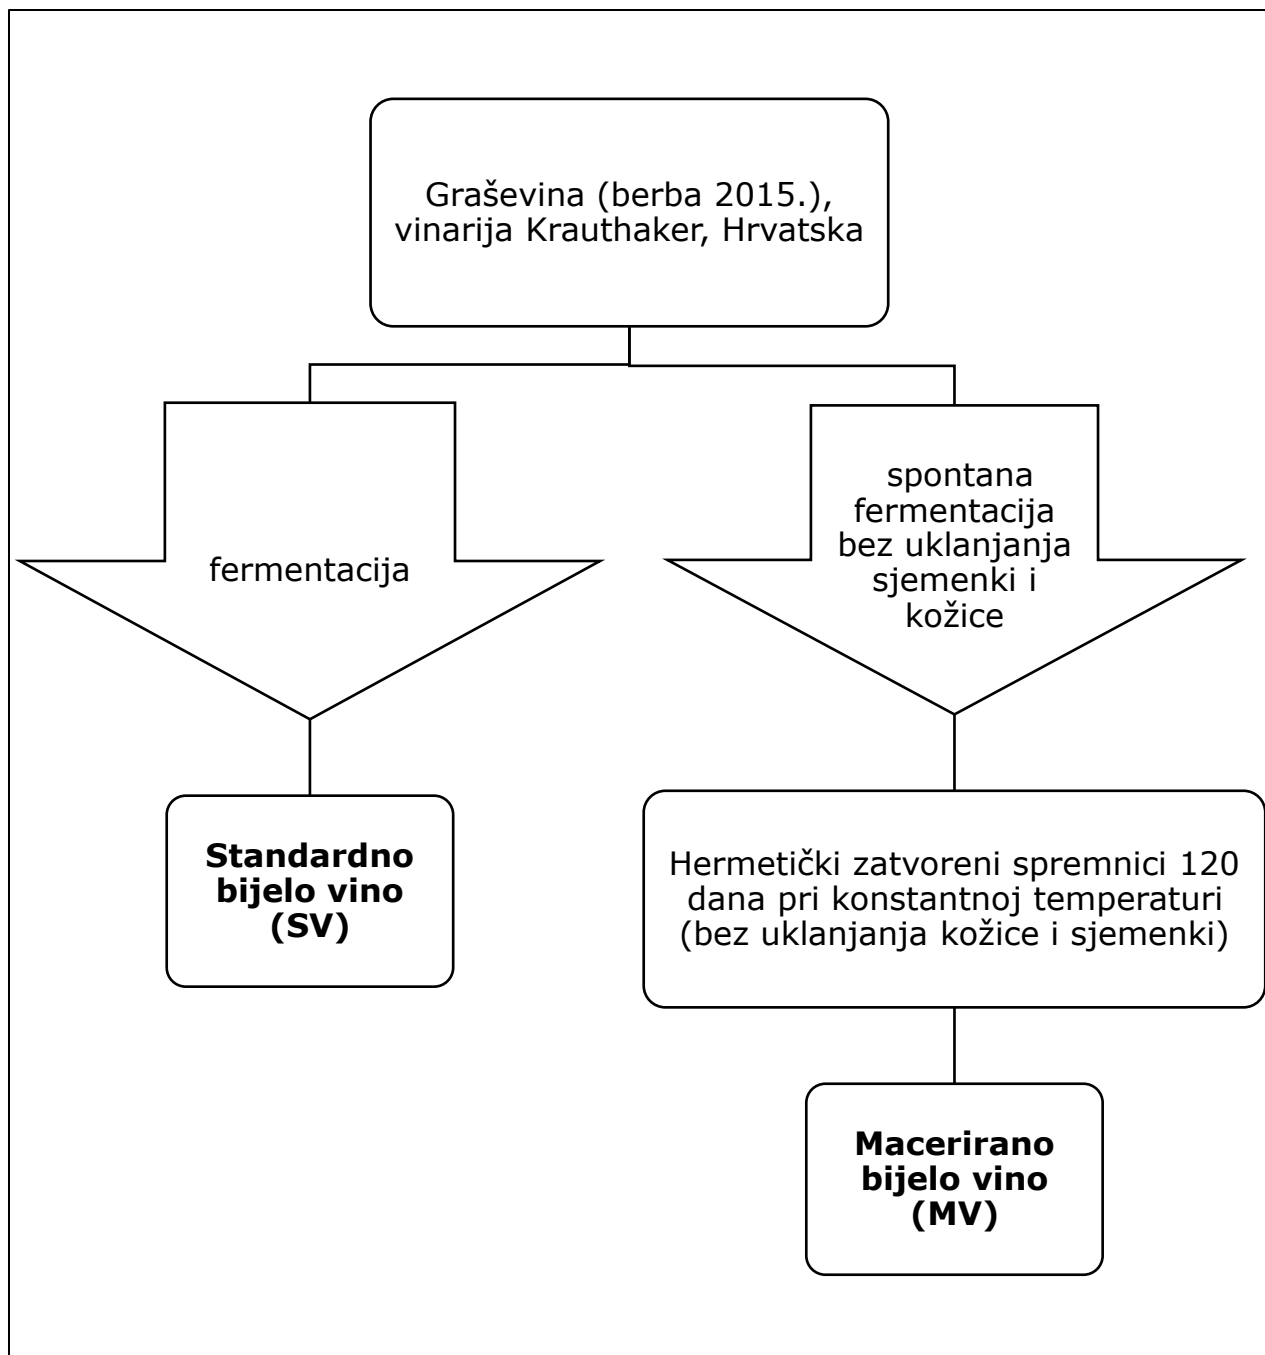 Graševina (berba 2015.),
vinarija Krauthaker, Hrvatska
fermentacija
spontana
fermentacija
bez uklanjanja
sjemenki i
kožice
Standardno
bijelo vino
(SV)
Hermetički zatvoreni spremnici 120
dana pri konstantnoj temperaturi
(bez uklanjanja kožice i sjemenki)
Macerirano
bijelo vino
(MV)